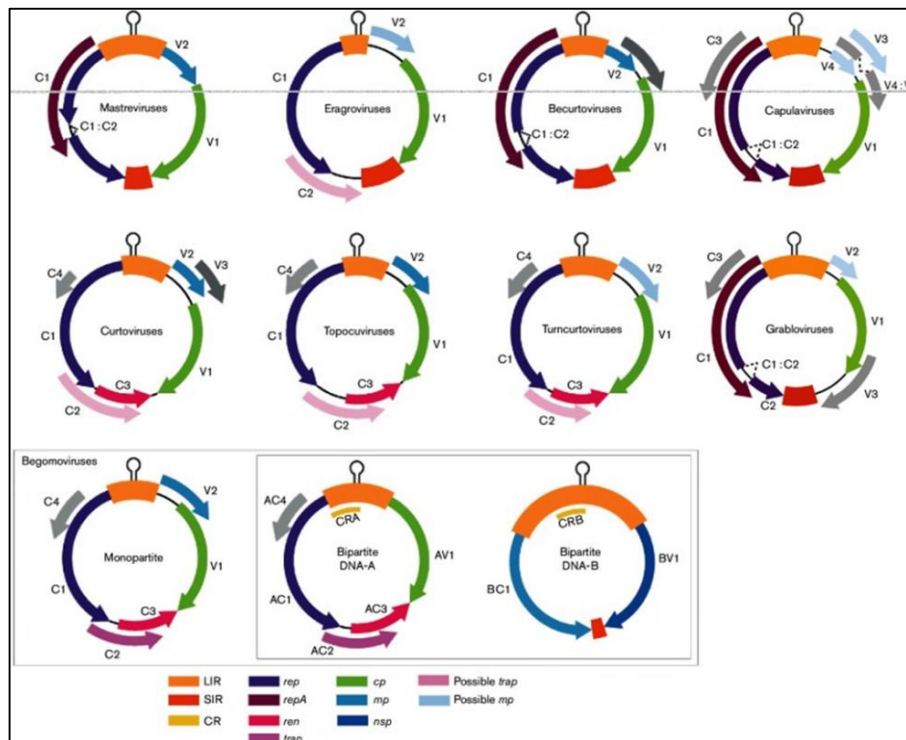 Mastreviruses
C1
V2
C1:C2
V1
Eragroviruses
C1
V2
V1
C2
Becurtoviruses
C1
V2
C1:C2
V1
Capulaviruses
C3
V3
V4
V4:
C1
C1:C2
V1
Curtoviruses
C4
V2
V3
C1
V1
C3
C2
Topocuviruses
C4
V2
C1
V1
C3
C2
Turncurtoviruses
C4
V2
C1
V1
C3
C2
Grabloviruses
C3
V2
V1
C1
C1:C2
C2
V3
Begomoviruses
Monopartite
C4
V2
C1
V1
C3
C2
Bipartite
DNA-A
AC4
CRA
AV1
AC1
AC3
AC2
Bipartite
DNA-B
CRB
BC1
BV1
LIR
SIR
CR
rep
repA
ren
trap
cp
mp
nsp
Possible trap
Possible mp